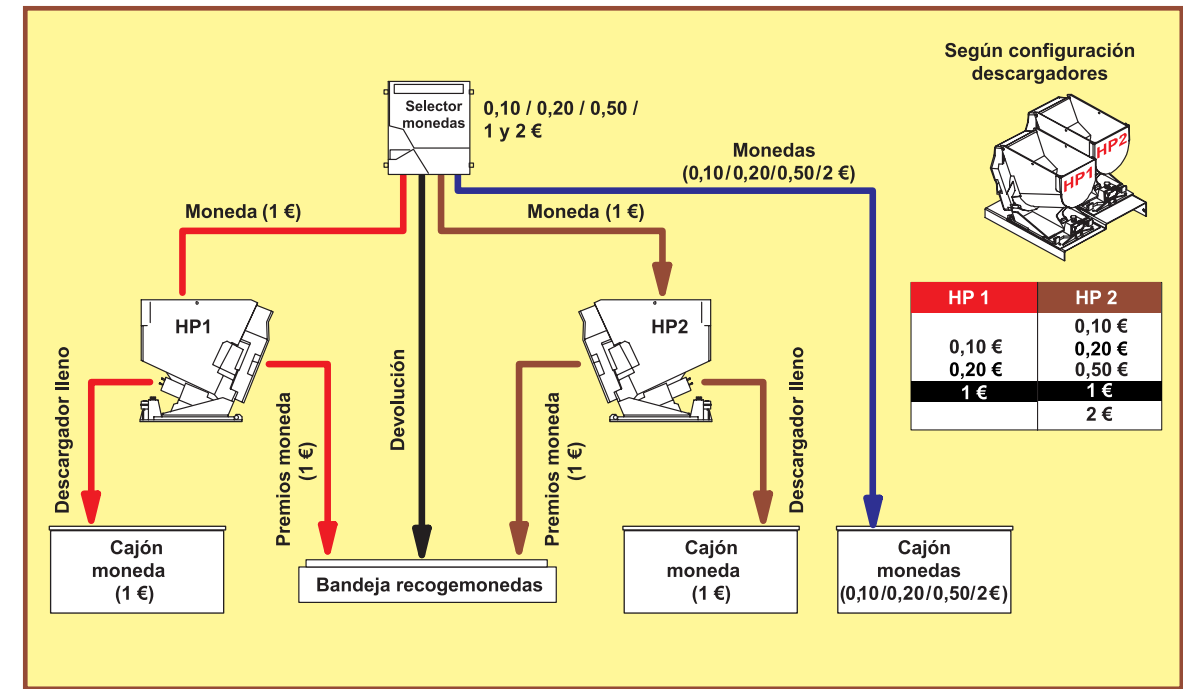 Según configuración
descargadores
HP1
HP2
Selector
monedas
0,10 / 0,20 / 0,50 /
1 y 2 €
Monedas
(0,10/0,20/0,50/2 €)
Moneda (1 €)
Moneda (1 €)
HP1
HP2
Descargador lleno
Premios moneda
(1 €)
Devolución
Premios moneda
(1 €)
Descargador lleno
HP 1
HP 2
0,10 €
0,10 €
0,20 €
0,20 €
0,50 €
1 €
1 €
2 €
Cajón
moneda
(1 €)
Bandeja recogemonedas
Cajón
moneda
(1 €)
Cajón
monedas
(0,10/0,20/0,50/2€)